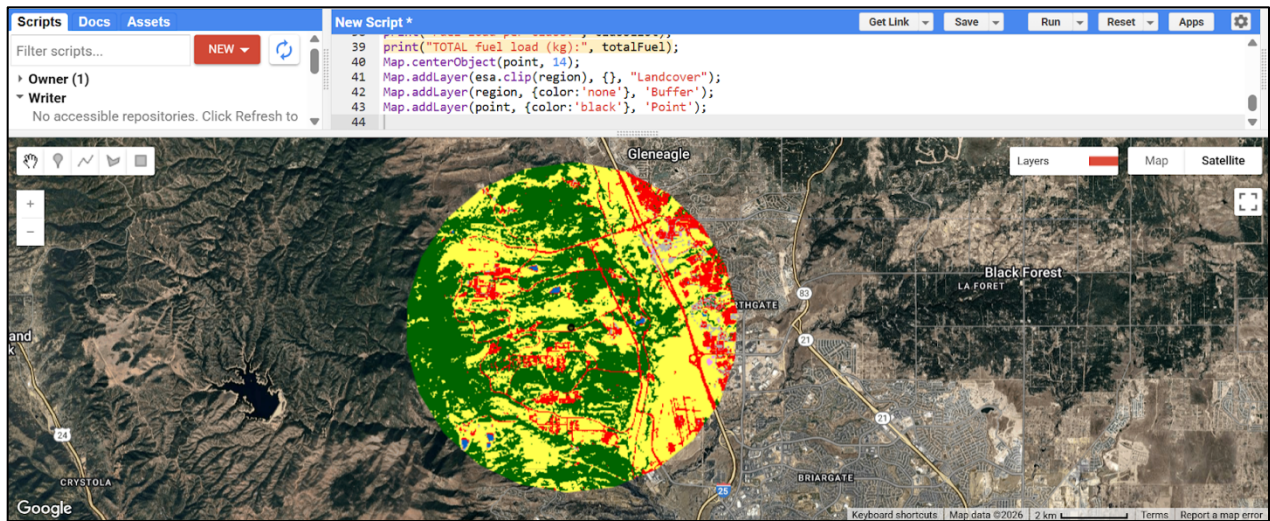 Scripts Docs Assets
Filter scripts...
NEW
Owner (1)
Writer
No accessible repositories. Click Refresh to
New Script *
Get Link
Save
Run
Reset
Apps
39 print("TOTAL fuel load (kg):", totalFuel);
40 Map.centerObject(point, 14);
41 Map.addLayer(esa.clip(region), {}, "Landcover");
42 Map.addLayer(region, {color:'none'}, 'Buffer');
43 Map.addLayer(point, {color:'black'}, 'Point');
44
Gleneagle
Layers
Map
Satellite
+
−
Black Forest
LA FORET
83
RTHGATE
and
k
21
24
21
CRYSTOLA
BRIARGATE
25
Google
Keyboard shortcuts Map data ©2026 2 km Terms Report a map error